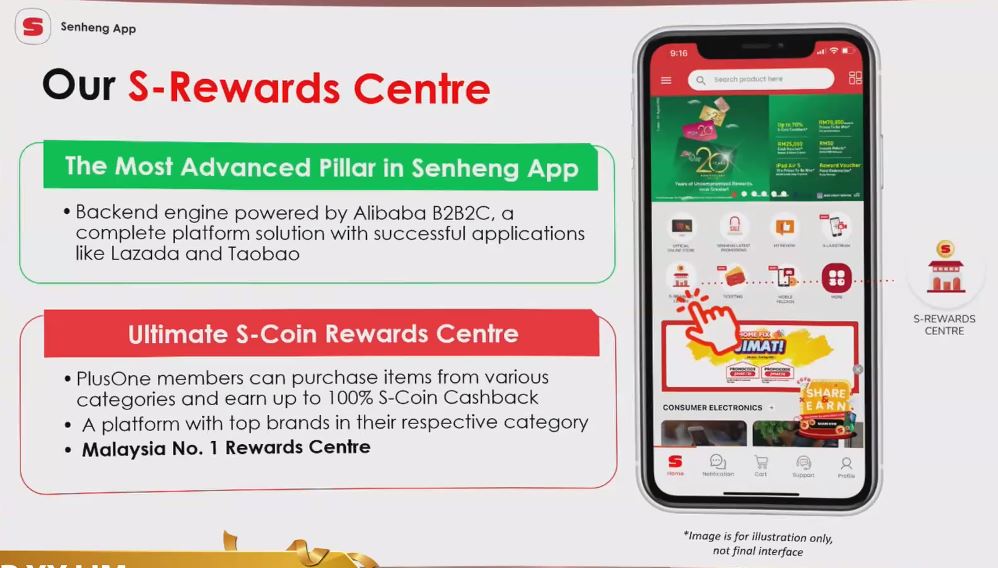 Senheng App
Our S-Rewards Centre
The Most Advanced Pillar in Senheng App
• Backend engine powered by Alibaba B2B2C, a
complete platform solution with successful applications
like Lazada and Taobao
Ultimate S-Coin Rewards Centre
• PlusOne members can purchase items from various
categories and earn up to 100% S-Coin Cashback
• A platform with top brands in their respective category
• Malaysia No. 1 Rewards Centre
9:16
Search product here
Up to 70%
RM25,000
RM50
iPad Air 5
Reward Voucher
20
Years of Uncompromised Rewards,
now Greater!
OFFICIAL
ONLINE STORE
SENHENG LATEST
PROMOTIONS
MY REVIEW
S-LIVESTREAM
TICKETING
MOBILE
RELOAD
MORE
HOME FIX
JIMAT!
PROMOCODE
PROMOCODE
SHARE
EARN
CONSUMER ELECTRONICS +
Home
Notification
Cart
Support
Profile
S-REWARDS
CENTRE
*Image is for illustration only,
not final interface